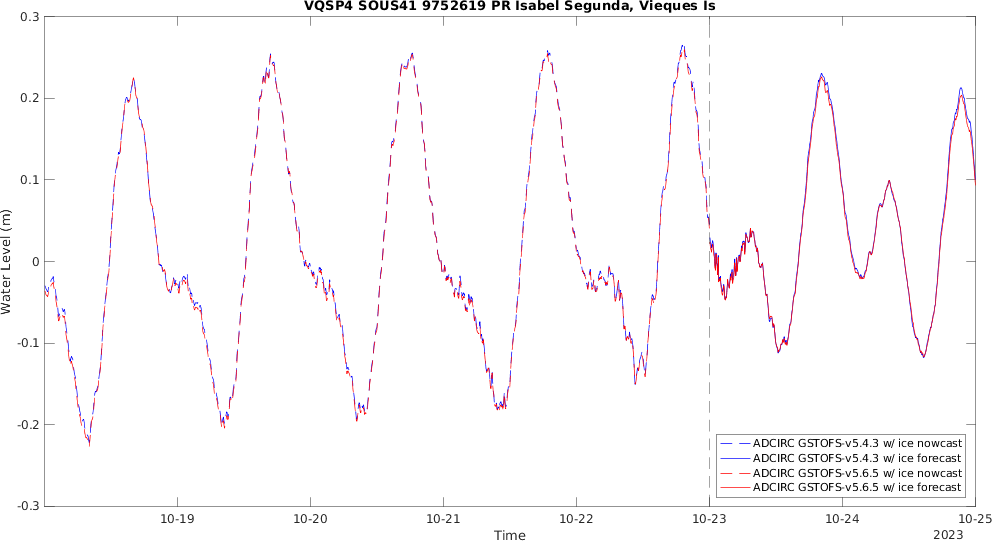 VQSP4 SOUS41 9752619 PR Isabel Segunda, Vieques Is
0.3
0.2
0.1
0
-0.1
-0.2
-0.3
Water Level (m)
10-19
10-20
10-21
10-22
10-23
10-24
10-25
Time
2023
ADCIRC GSTOFS-v5.4.3 w/ ice nowcast
ADCIRC GSTOFS-v5.4.3 w/ ice forecast
ADCIRC GSTOFS-v5.6.5 w/ ice nowcast
ADCIRC GSTOFS-v5.6.5 w/ ice forecast